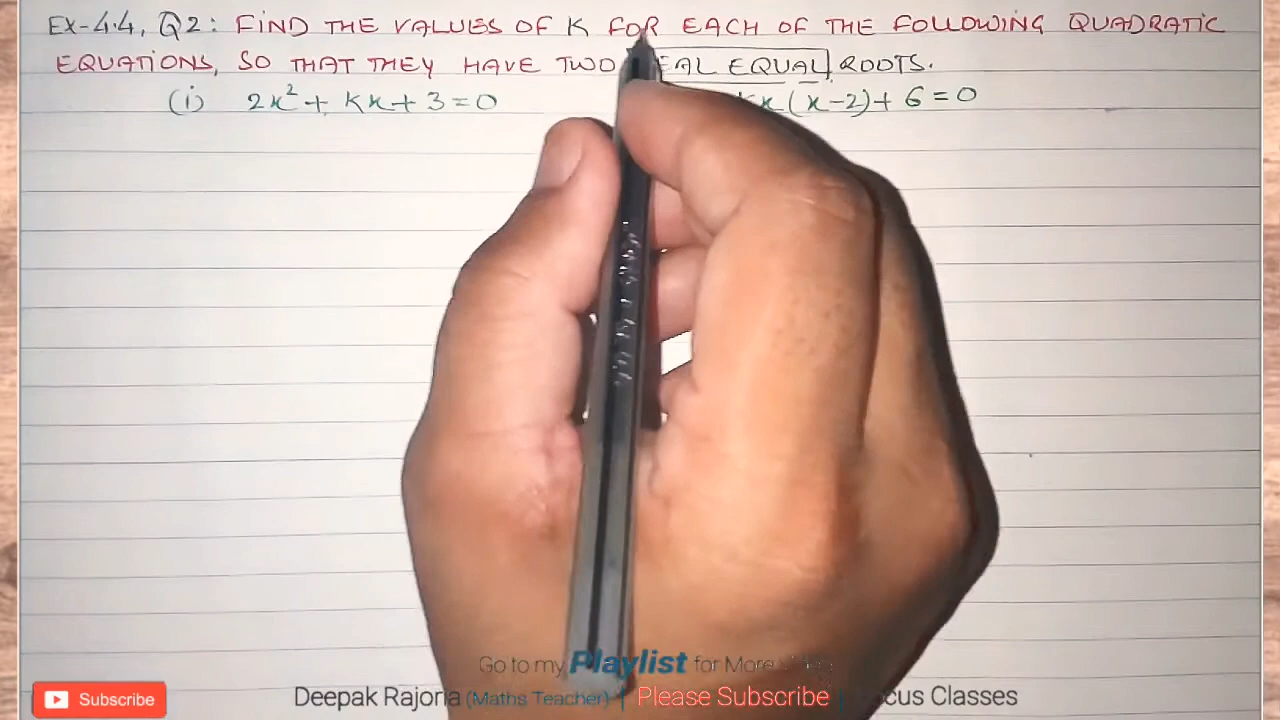 EX-4.4, Q2: FIND THE VALUES OF K FOR EACH OF THE FOLLOWING QUADRATIC
EQUATIONS, SO THAT THEY HAVE TWO EQUAL ROOTS.
(i) 2x² + Kx + 3 = 0 Kx(x-2) + 6 = 0
Go to my Playlist for More
Subscribe Deepak Rajoria (Maths Teacher) | Please Subscribe Classes